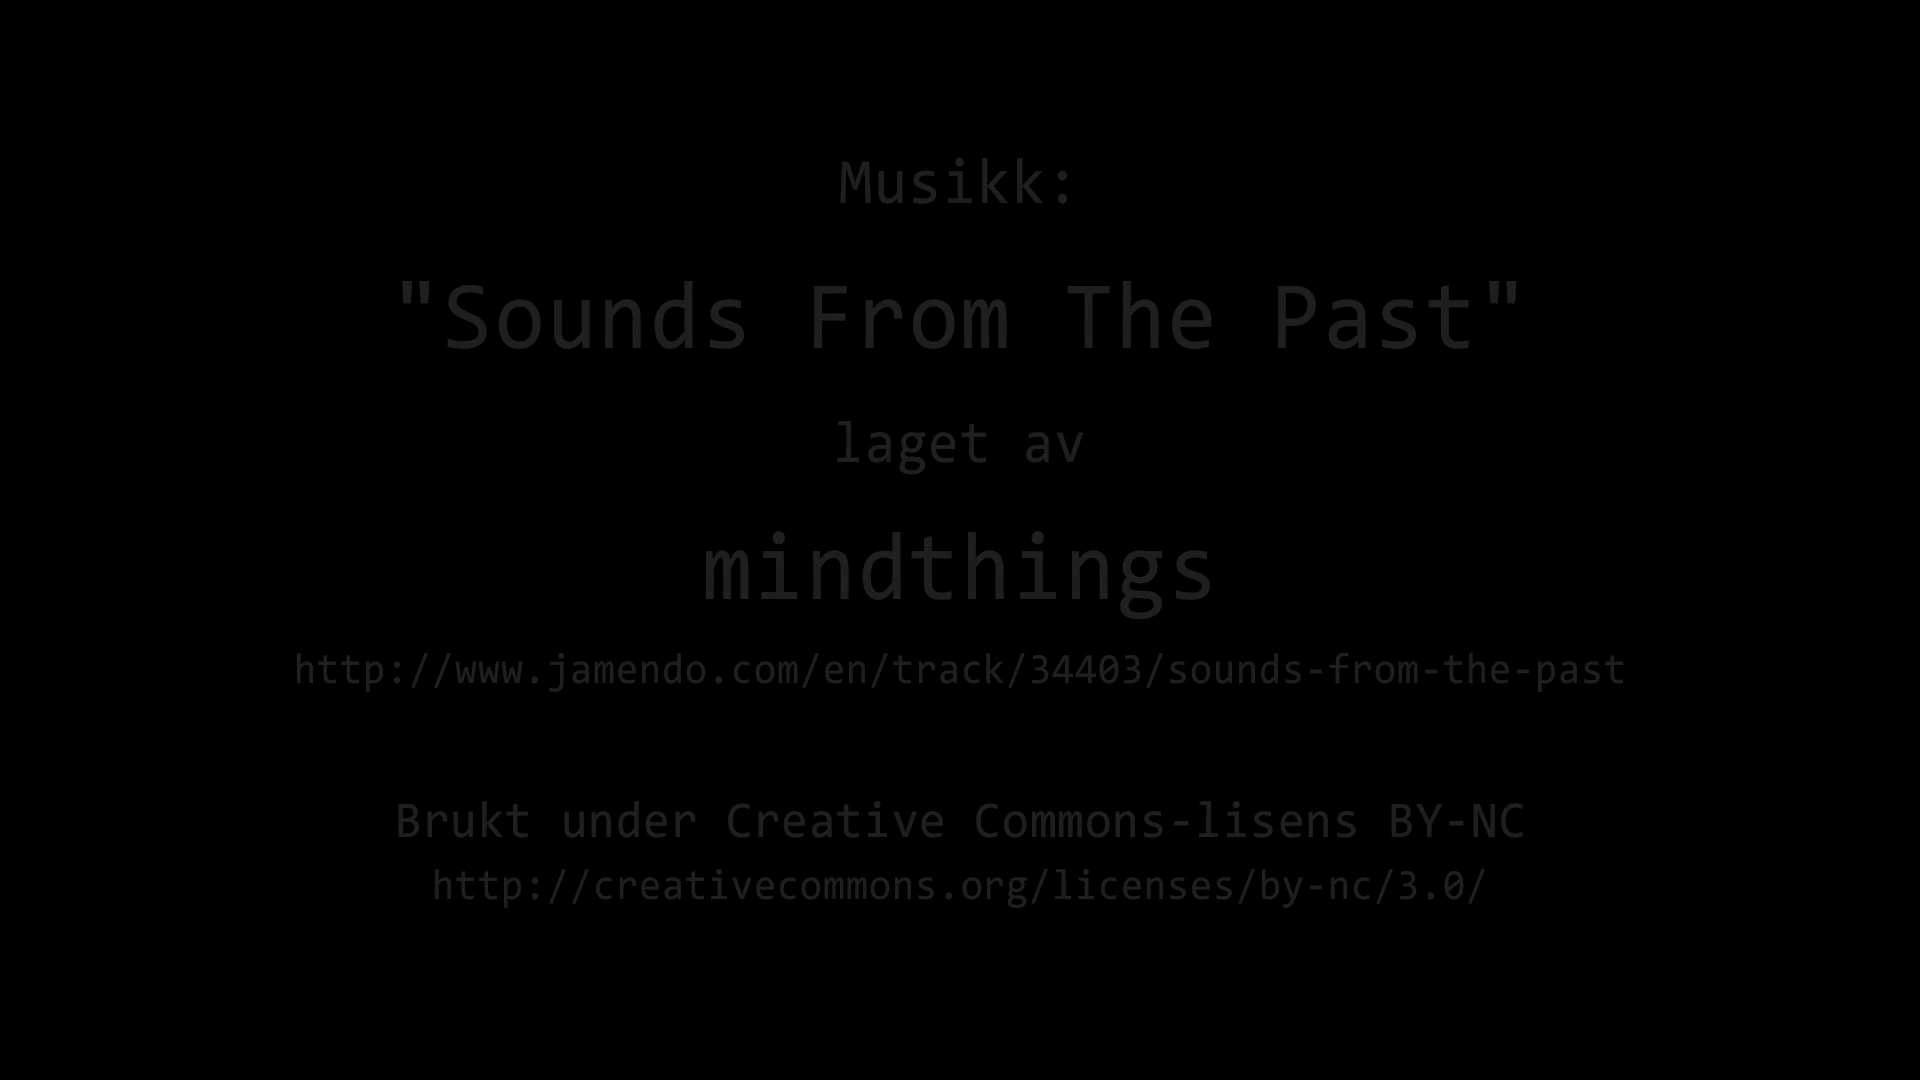 Musikk:
"Sounds From The Past"
laget av
mindthings
http://www.jamendo.com/en/track/34403/sounds-from-the-past
Brukt under Creative Commons-lisens BY-NC
http://creativecommons.org/licenses/by-nc/3.0/